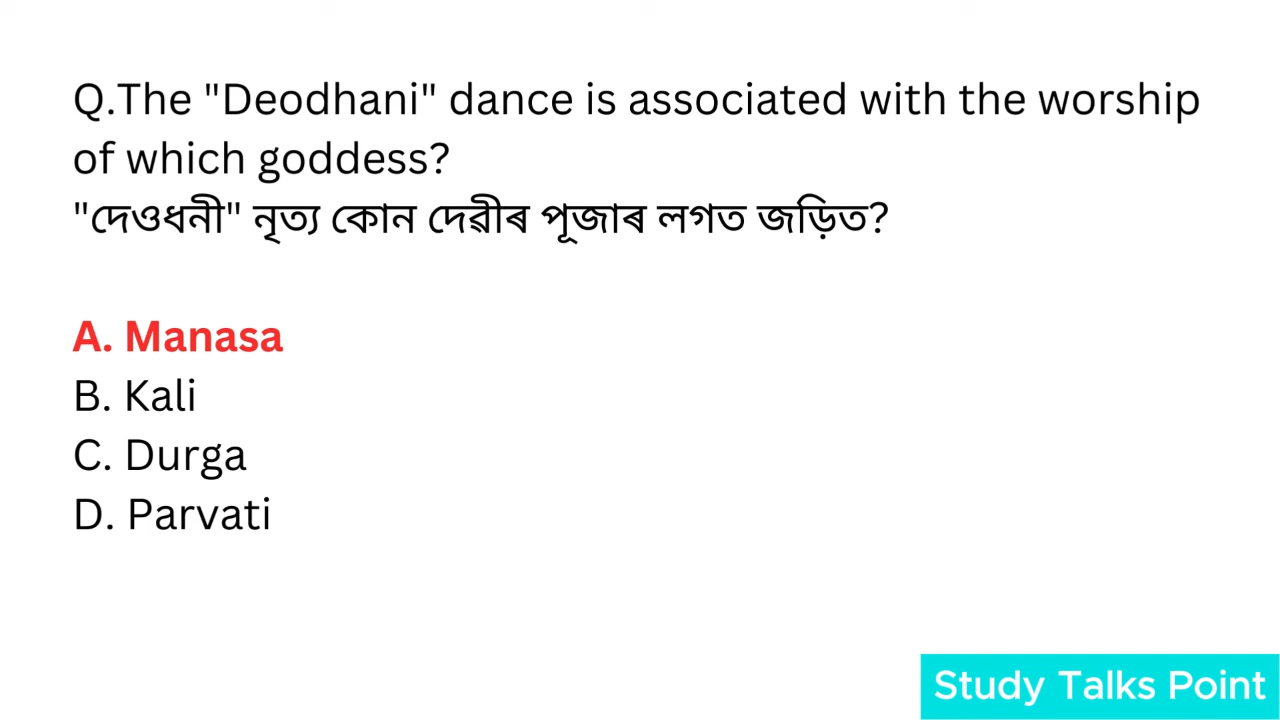 Q.The "Deodhani" dance is associated with the worship
of which goddess?
"দেওধনী" নৃত্য কোন দেৱীৰ পূজাৰ লগত জড়িত?
A. Manasa
B. Kali
C. Durga
D. Parvati
Study Talks Point